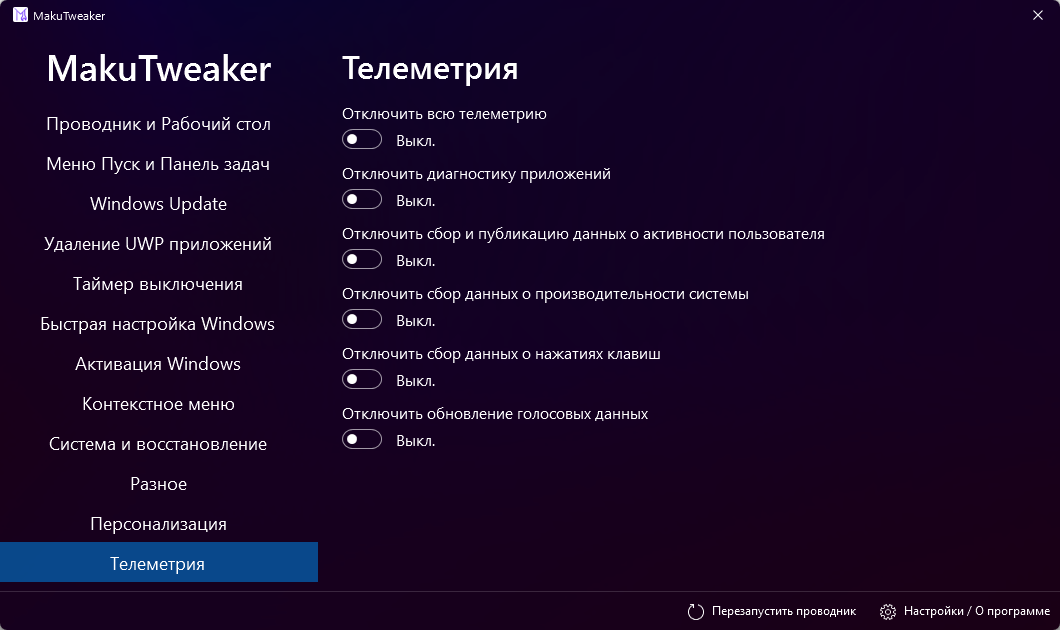 MakuTweaker
MakuTweaker
Проводник и Рабочий стол
Меню Пуск и Панель задач
Windows Update
Удаление UWP приложений
Таймер выключения
Быстрая настройка Windows
Активация Windows
Контекстное меню
Система и восстановление
Разное
Персонализация
Телеметрия
Телеметрия
Отключить всю телеметрию
Выкл.
Отключить диагностику приложений
Выкл.
Отключить сбор и публикацию данных о активности пользователя
Выкл.
Отключить сбор данных о производительности системы
Выкл.
Отключить сбор данных о нажатиях клавиш
Выкл.
Отключить обновление голосовых данных
Выкл.
Перезапустить проводник
Настройки / О программе